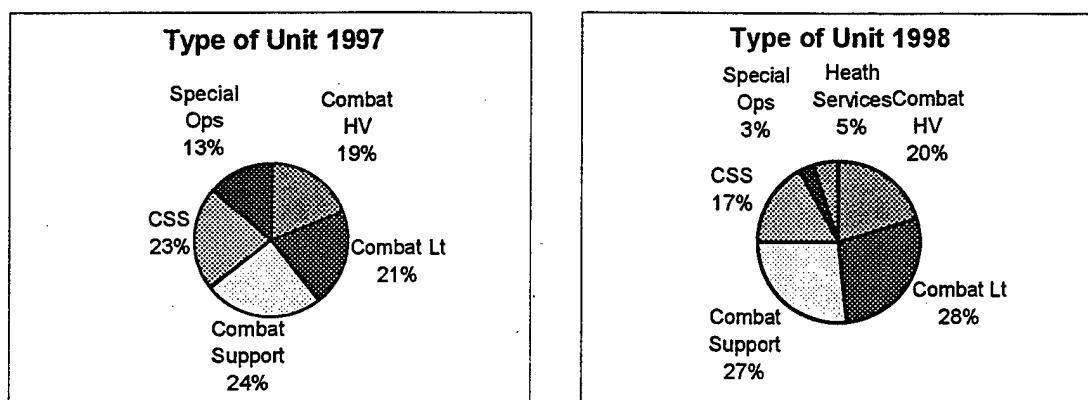 Type of Unit 1997
Special
Ops
13%
Combat
HV
19%
CSS
23%
Combat Lt
21%
Combat
Support
24%
Type of Unit 1998
Special
Ops
3%
Heath
Services
5%
Combat
HV
20%
CSS
17%
Combat Lt
28%
Combat
Support
27%